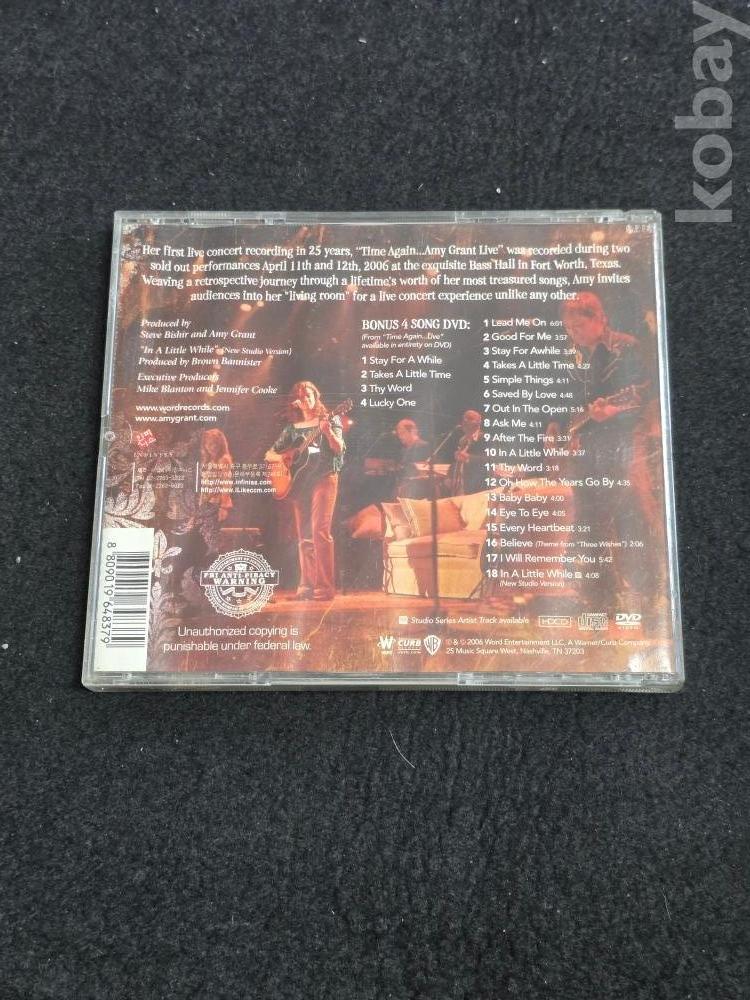 kobay
Her first live concert recording in 25 years, "Time Again...Amy Grant Live" was recorded during two
sold out performances April 11th and 12th, 2006 at the exquisite Bass Hall in Fort Worth, Texas.
Weaving a retrospective journey through a lifetime's worth of her most treasured songs, Amy invites
audiences into her "living room" for a live concert experience unlike any other.
Produced by
Steve Bishir and Amy Grant
"In A Little While" (New Studio Version)
Produced by Brown Bannister
Executive Producers
Mike Blanton and Jennifer Cooke
www.wordrecords.com
www.amygrant.com
INFINISS
http://www.infiniss.com
http://www.iLikeccm.com
BONUS 4 SONG DVD:
(From "Time Again...Live"
available in entirety on DVD)
1 Stay For A While
2 Takes A Little Time
3 Thy Word
4 Lucky One
1 Lead Me On 6:01
2 Good For Me 3:57
3 Stay For Awhile 3:39
4 Takes A Little Time 4:27
5 Simple Things 4:11
6 Saved By Love 4:48
7 Out In The Open 5:16
8 Ask Me 4:11
9 After The Fire 3:31
10 In A Little While 3:37
11 Thy Word 3:18
12 Oh How The Years Go By 4:35
13 Baby Baby 4:00
14 Eye To Eye 4:05
15 Every Heartbeat 3:21
16 Believe (Theme from "Three Wishes") 2:06
17 I Will Remember You 5:42
18 In A Little While 4:08
(New Studio Version)
8 809019 648379
FBI ANTI-PIRACY
WARNING
Unauthorized copying is
punishable under federal law.
Studio Series Artist Track available
HDCD
COMPACT
disc
DIGITAL AUDIO
DVD
VIDEO
W
CURB
WB
℗ & © 2006 Word Entertainment LLC, A Warner/Curb Company
25 Music Square West, Nashville, TN 37203